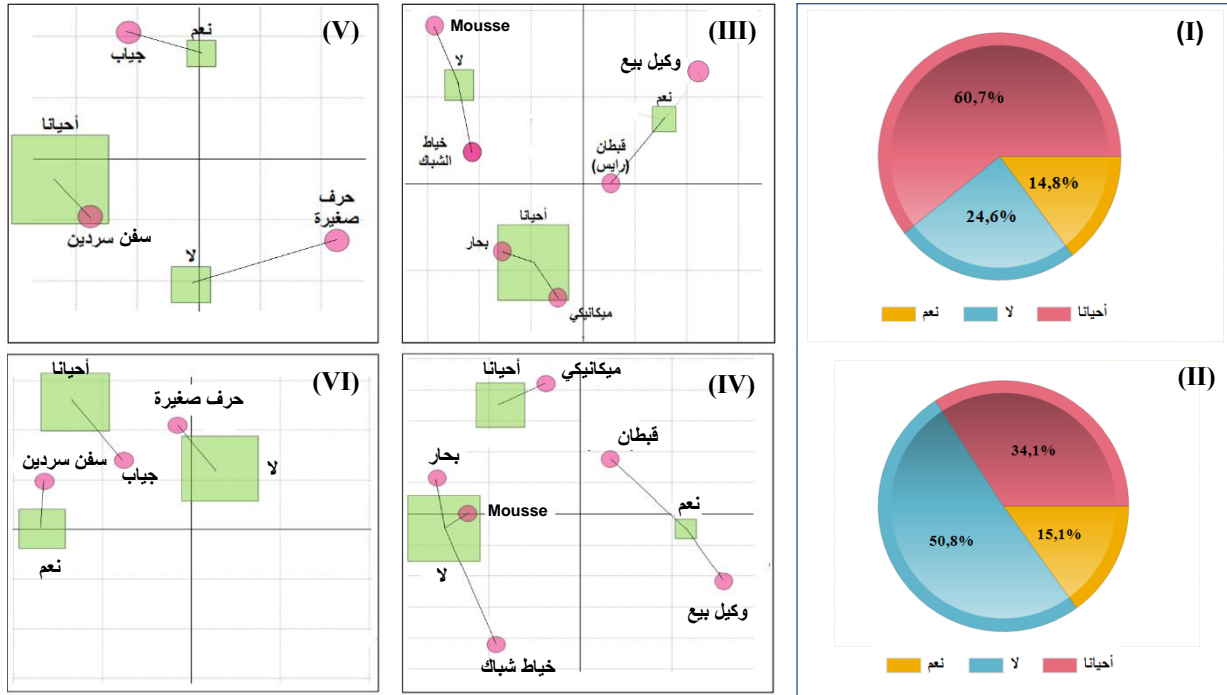 (V)
نعم
جياب
أحيانا
حرف
صغيرة
سفن سردين
لا
(III)
Mousse
لا
وكيل بيع
نعم
خياط
الشباك
قبطان
(رايس)
أحيانا
بحار
ميكانيكي
(I)
60,7%
14,8%
24,6%
نعم
لا
أحيانا
(VI)
أحيانا
حرف صغيرة
سفن سردين
جياب
لا
نعم
(IV)
أحيانا
ميكانيكي
قبطان
بحار
Mousse
نعم
لا
وكيل بيع
خياط شباك
(II)
34,1%
50,8%
15,1%
نعم
لا
أحيانا